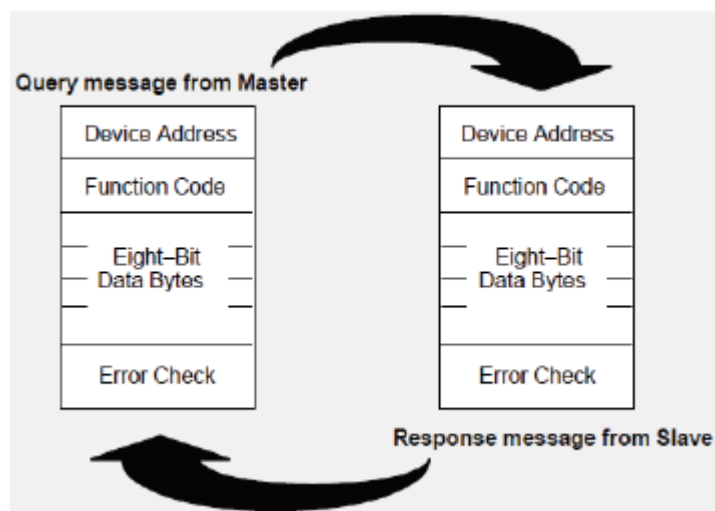 Query message from Master
Device Address
Function Code
Eight–Bit
Data Bytes
Error Check
Device Address
Function Code
Eight–Bit
Data Bytes
Error Check
Response message from Slave